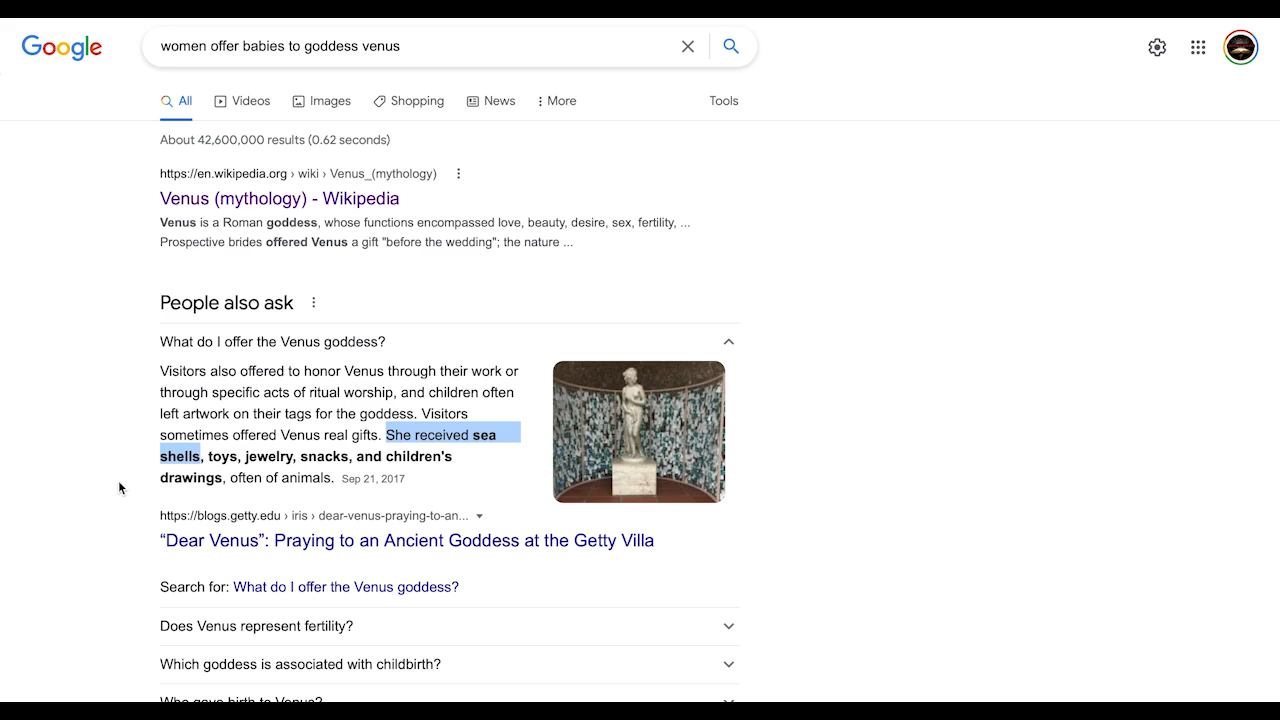 Google
women offer babies to goddess venus
All Videos Images Shopping News More Tools
About 42,600,000 results (0.62 seconds)
https://en.wikipedia.org › wiki › Venus_(mythology)
Venus (mythology) - Wikipedia
Venus is a Roman goddess, whose functions encompassed love, beauty, desire, sex, fertility, ...
Prospective brides offered Venus a gift "before the wedding"; the nature ...
People also ask
What do I offer the Venus goddess?
Visitors also offered to honor Venus through their work or
through specific acts of ritual worship, and children often
left artwork on their tags for the goddess. Visitors
sometimes offered Venus real gifts. She received sea
shells, toys, jewelry, snacks, and children's
drawings, often of animals. Sep 21, 2017
https://blogs.getty.edu › iris › dear-venus-praying-to-an...
“Dear Venus”: Praying to an Ancient Goddess at the Getty Villa
Search for: What do I offer the Venus goddess?
Does Venus represent fertility?
Which goddess is associated with childbirth?
Who gave birth to Venus?